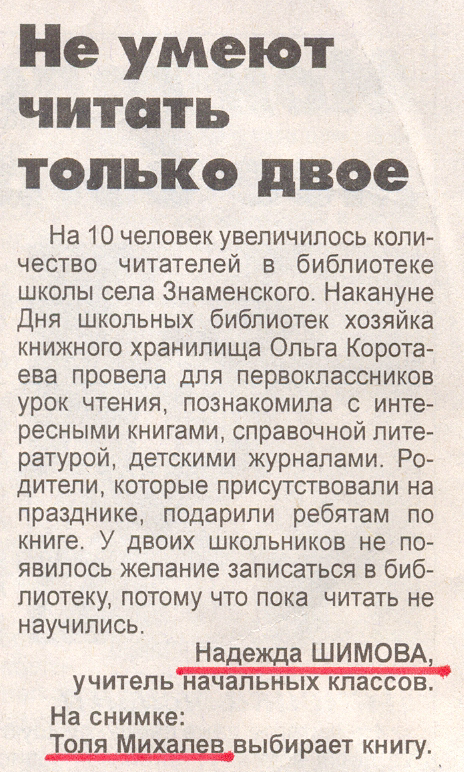 Не умеют
читать
только двое
На 10 человек увеличилось коли-
чество читателей в библиотеке
школы села Знаменского. Накануне
Дня школьных библиотек хозяйка
книжного хранилища Ольга Корота-
ева провела для первоклассников
урок чтения, познакомила с инте-
ресными книгами, справочной лите-
ратурой, детскими журналами. Ро-
дители, которые присутствовали на
празднике, подарили ребятам по
книге. У двоих школьников не по-
явилось желание записаться в биб-
лиотеку, потому что пока читать не
научились.
Надежда ШИМОВА,
учитель начальных классов.
На снимке:
Толя Михалев выбирает книгу.